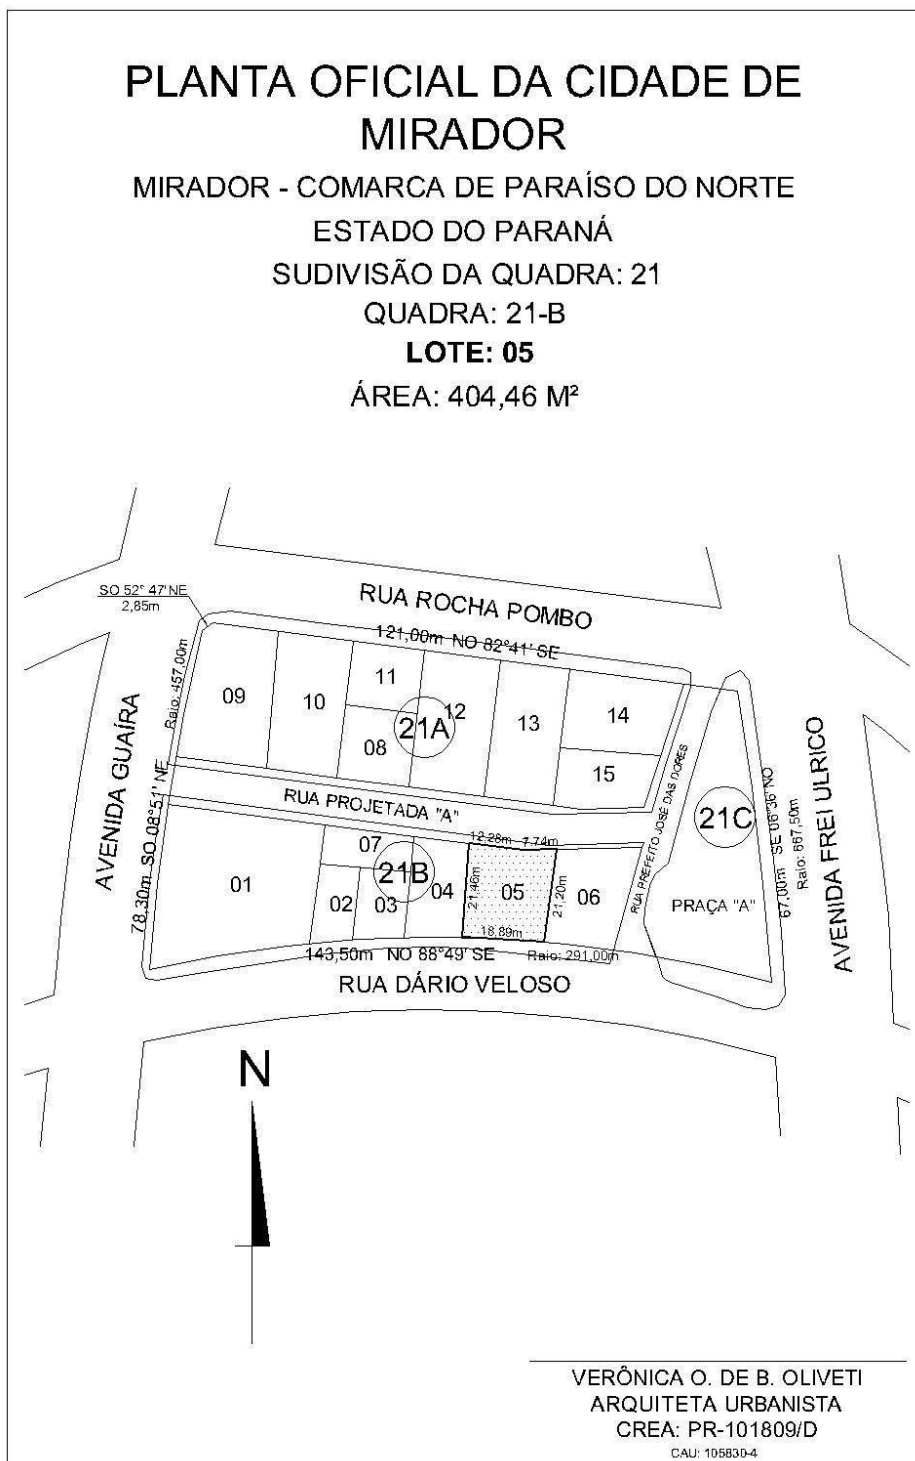 PLANTA OFICIAL DA CIDADE DE
MIRADOR
MIRADOR - COMARCA DE PARAÍSO DO NORTE
ESTADO DO PARANÁ
SUDIVISÃO DA QUADRA: 21
QUADRA: 21-B
LOTE: 05
ÁREA: 404,46 M²
SO 52° 47' NE
2,85m
RUA ROCHA POMBO
121,00m NO 82°41' SE
Raio: 457,00m
09
10
11
12
21A
08
13
14
15
AVENIDA GUAÍRA
78,30m SO 08°51' NE
RUA PROJETADA "A"
RUA PREFEITO JOSÉ DAS DORES
21C
67,00m SE 06°36' NO
Raio: 667,50m
AVENIDA FREI ULRICO
12,28m
7,74m
07
21B
01
02
03
04
21,46m
05
21,20m
06
18,89m
PRAÇA "A"
143,50m NO 88°49' SE
Raio: 291,00m
RUA DÁRIO VELOSO
N
VERÔNICA O. DE B. OLIVETI
ARQUITETA URBANISTA
CREA: PR-101809/D
CAU: 105830-4